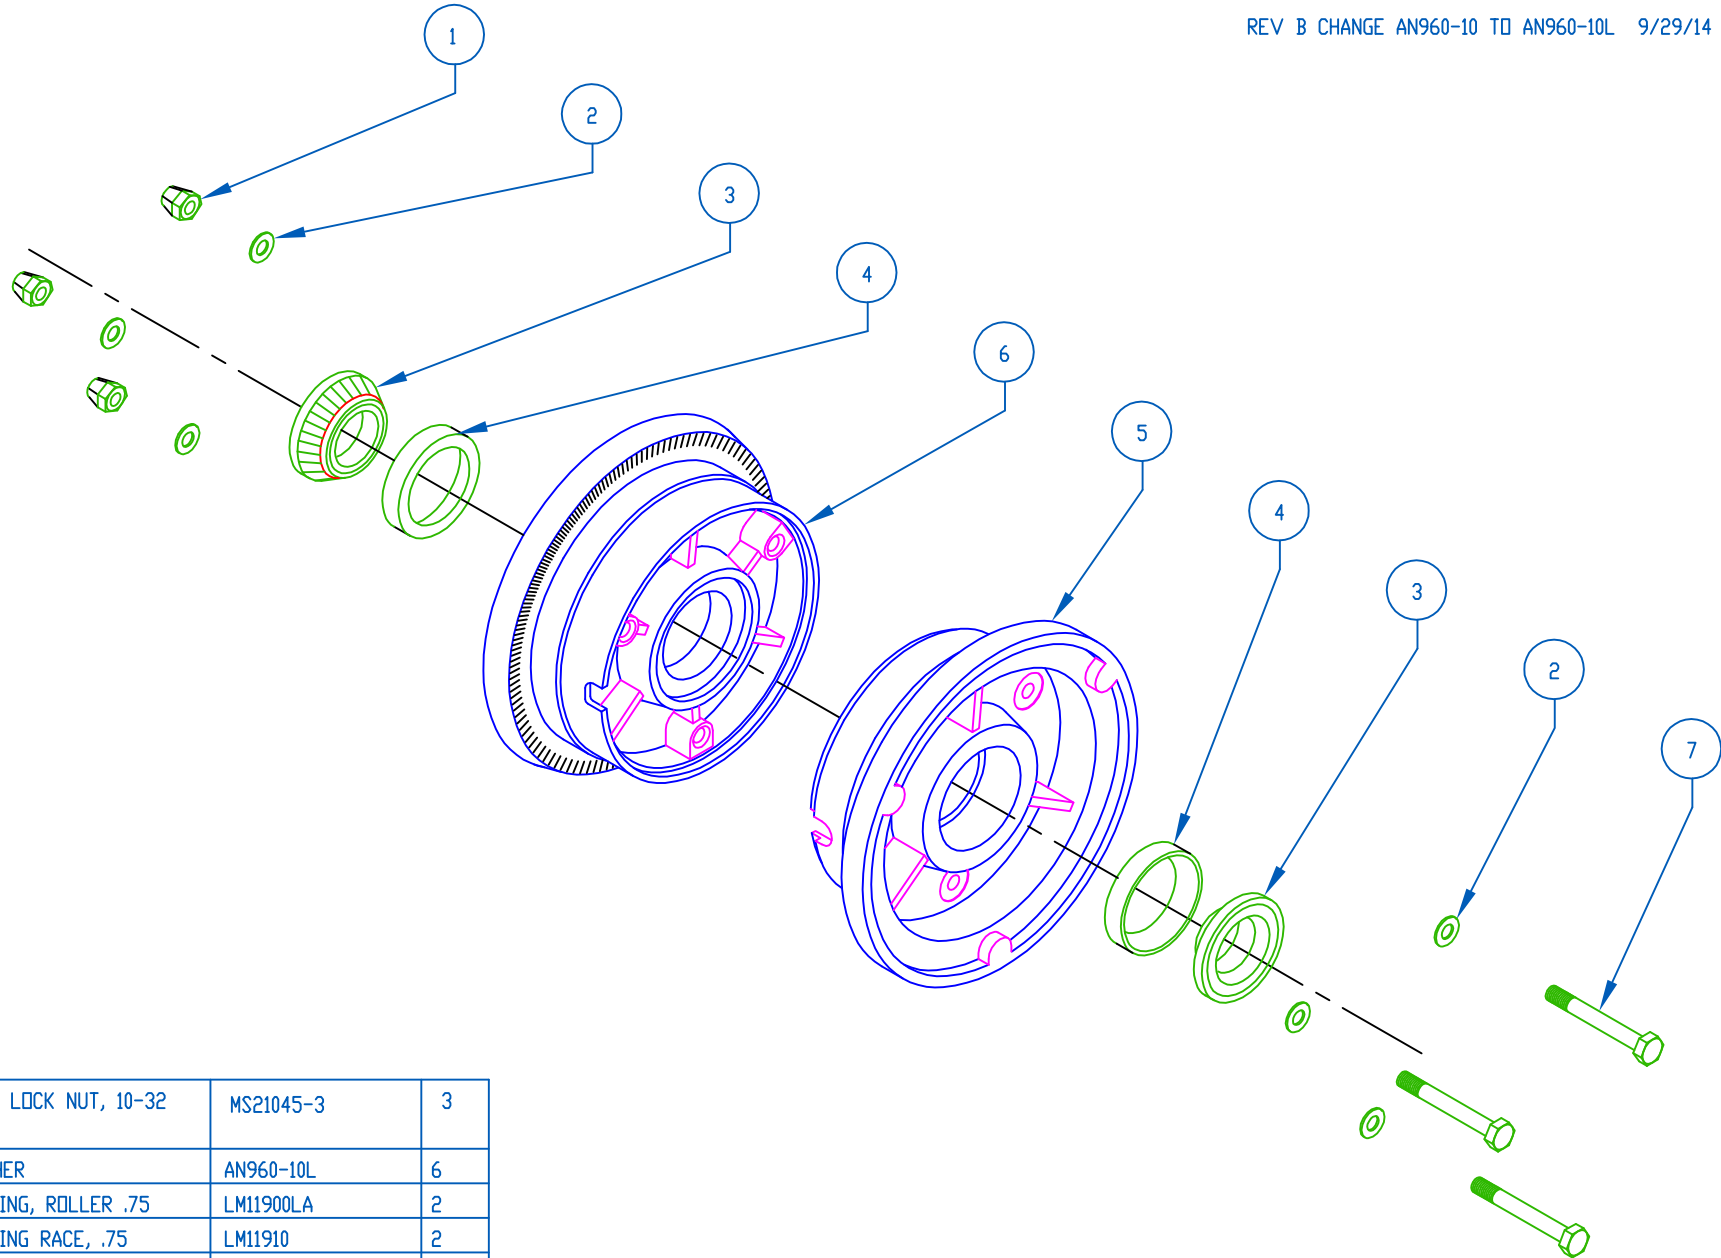 REV B CHANGE AN960-10 TO AN960-10L 9/29/14
1
2
3
4
6
5
4
3
2
7
LOCK NUT, 10-32 MS21045-3 3
HER AN960-10L 6
ING, ROLLER .75 LM11900LA 2
ING RACE, .75 LM11910 2